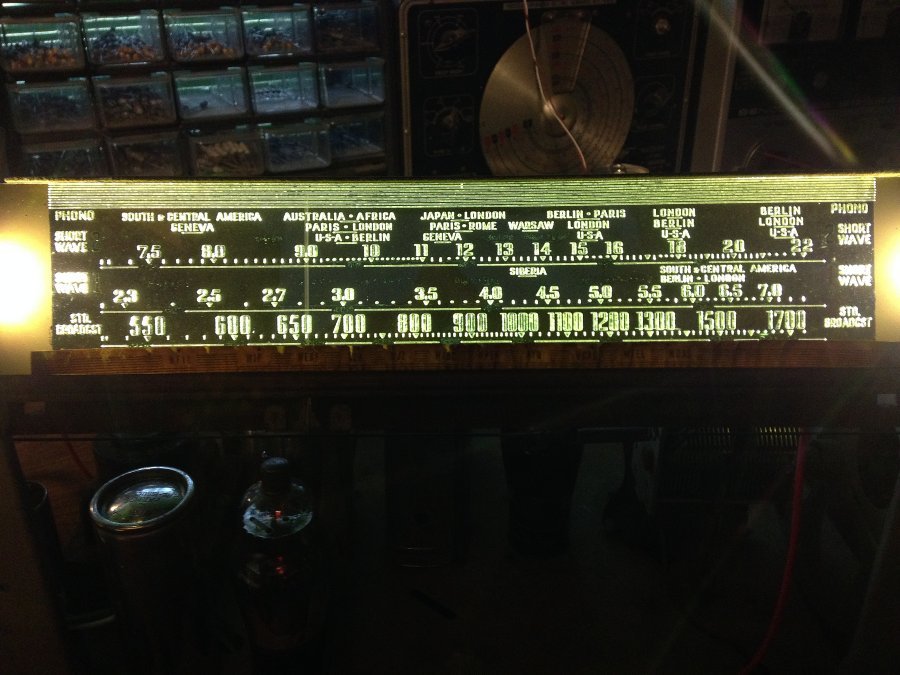 PHONO SOUTH & CENTRAL AMERICA AUSTRALIA • AFRICA JAPAN • LONDON BERLIN • PARIS LONDON BERLIN PHONO
GENEVA PARIS • LONDON PARIS • ROME WARSAW LONDON BERLIN LONDON
SHORT WAVE U•S•A • BERLIN GENEVA U•S•A U•S•A U•S•A SHORT WAVE
7,5 8,0 9,0 10 11 12 13 14 15 16 18 20 22
SIBERIA SOUTH & CENTRAL AMERICA
SHORT WAVE BERLIN • LONDON SHORT WAVE
2,3 2,5 2,7 3,0 3,5 4,0 4,5 5,0 5,5 6,0 6,5 7,0
STD. BROADCST 550 600 650 700 800 900 1000 1100 1200 1300 1500 1700 STD. BROADCST